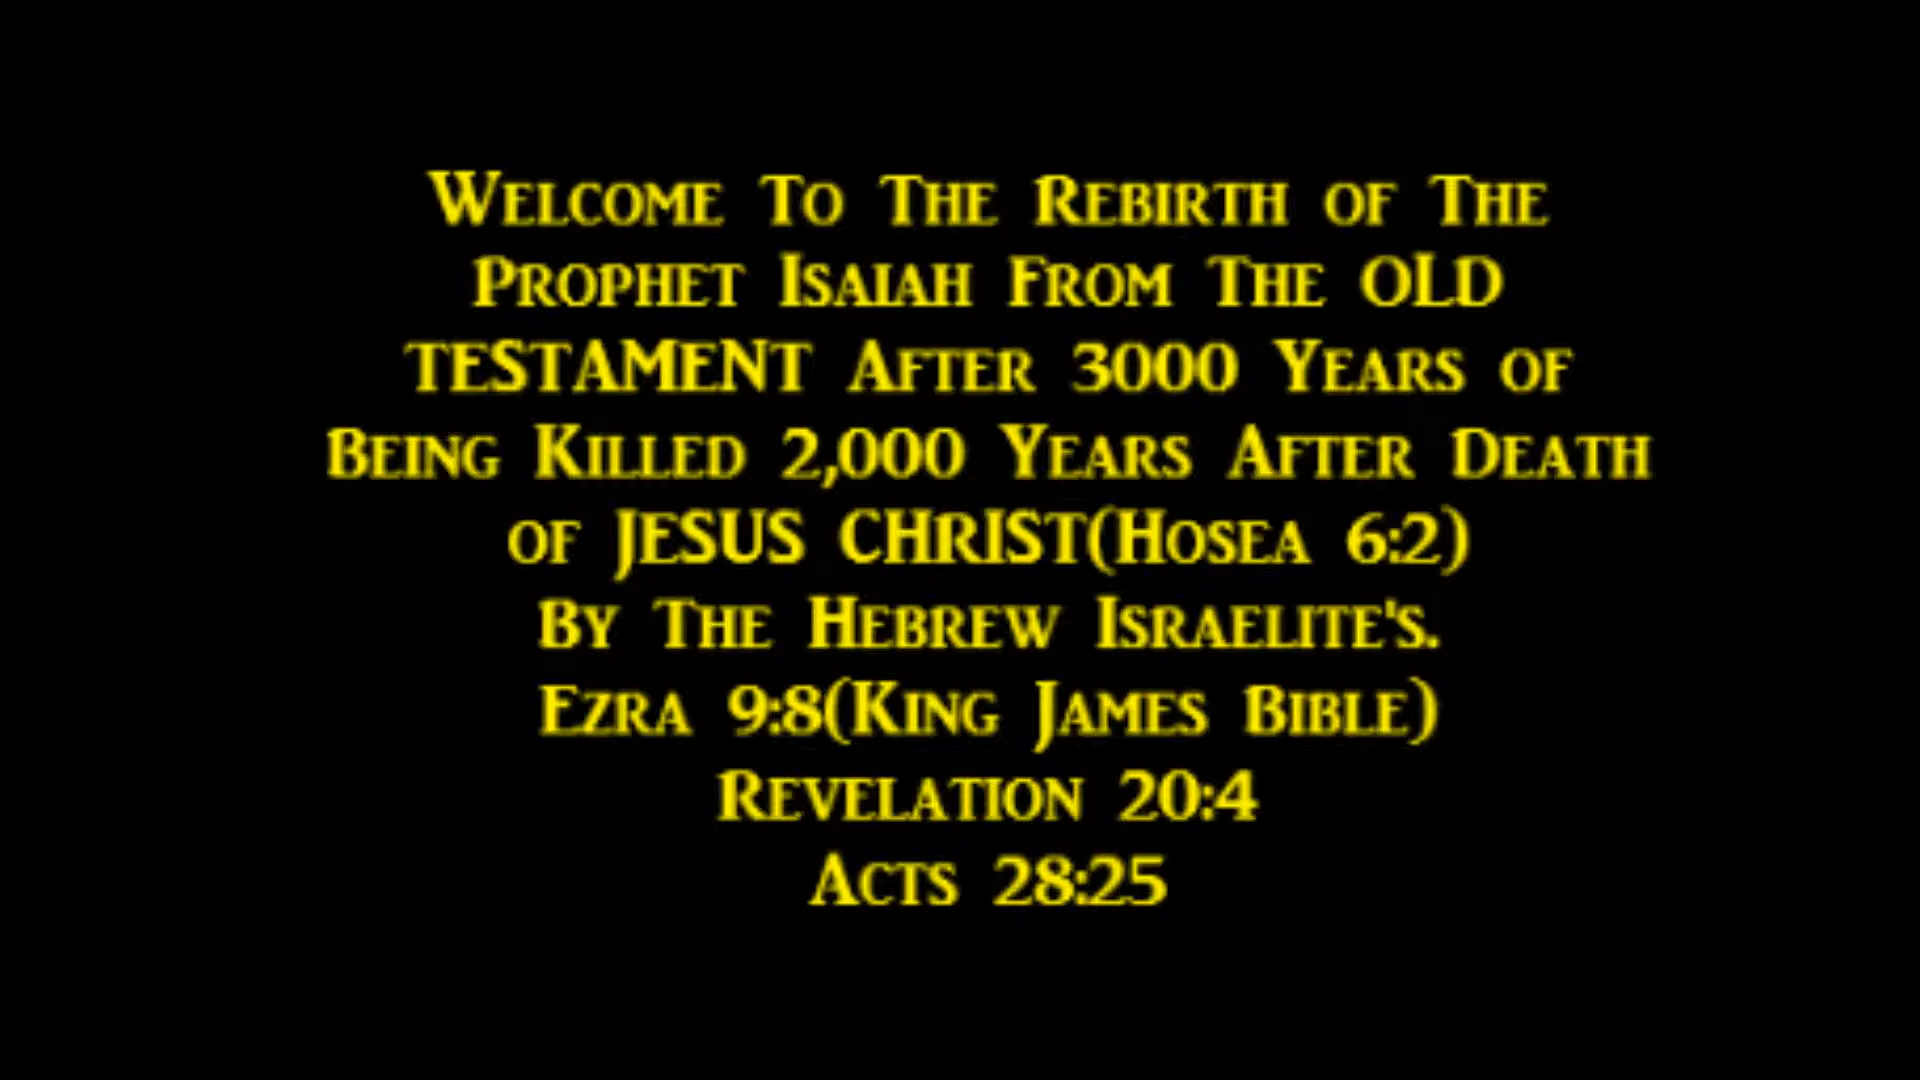 Welcome To The Rebirth of The
Prophet Isaiah From The OLD
TESTAMENT After 3000 Years of
Being Killed 2,000 Years After Death
of JESUS CHRIST(Hosea 6:2)
By The Hebrew Israelite's.
Ezra 9:8(King James Bible)
Revelation 20:4
Acts 28:25